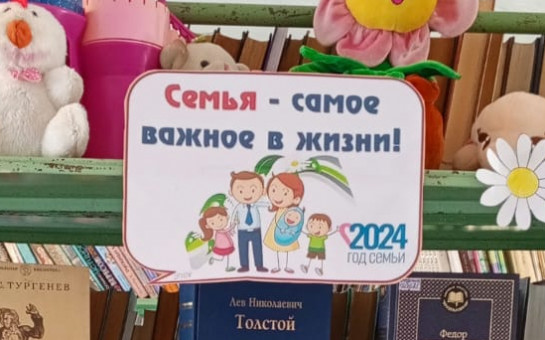 Семья - самое
важное в жизни!
2024
ГОД СЕМЬИ
ТУРГЕНЕВ
Лев Николаевич
Толстой
Федор